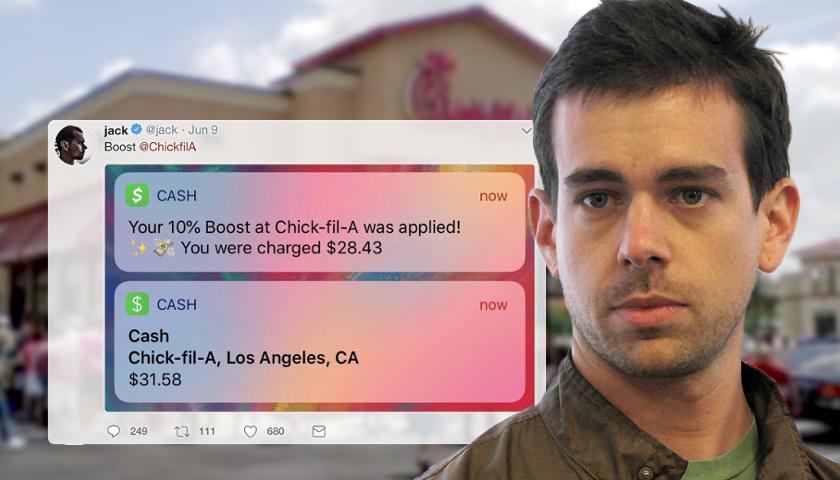 jack @jack · Jun 9
Boost @ChickfilA
CASH now
Your 10% Boost at Chick-fil-A was applied!
✨ 💸 You were charged $28.43
CASH now
Cash
Chick-fil-A, Los Angeles, CA
$31.58
249 111 680